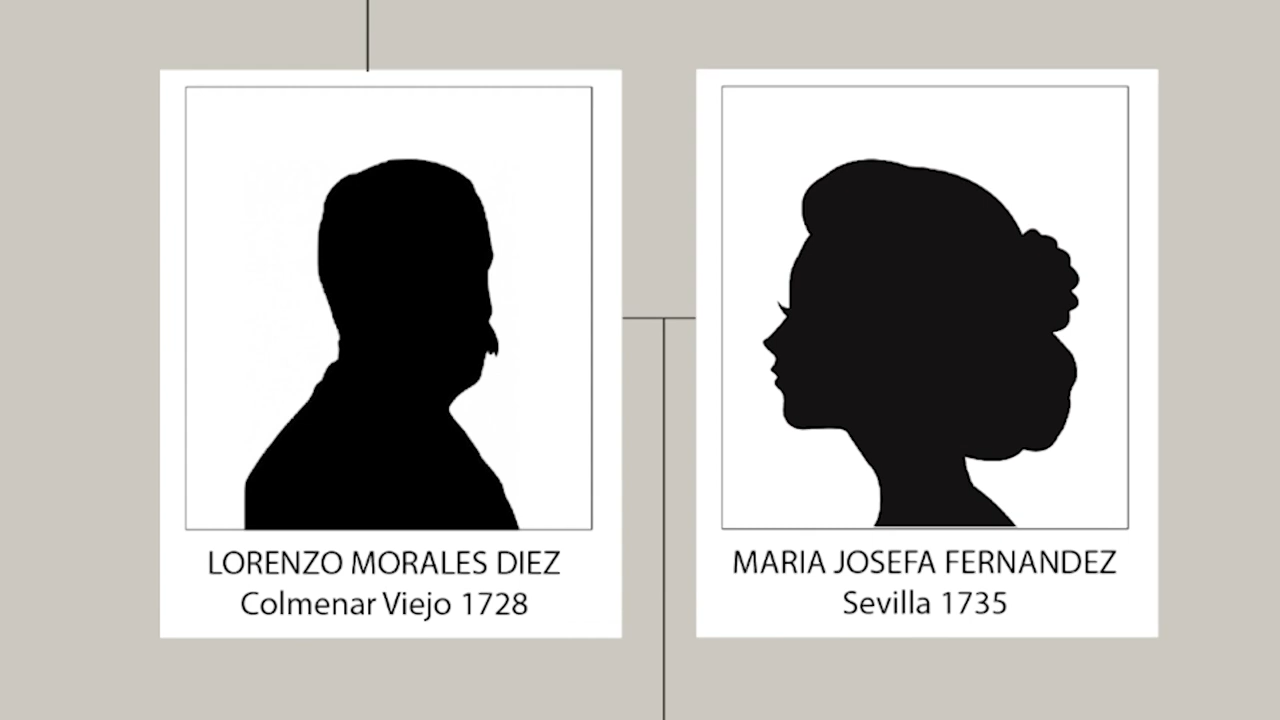 LORENZO MORALES DIEZ
Colmenar Viejo 1728
MARIA JOSEFA FERNANDEZ
Sevilla 1735